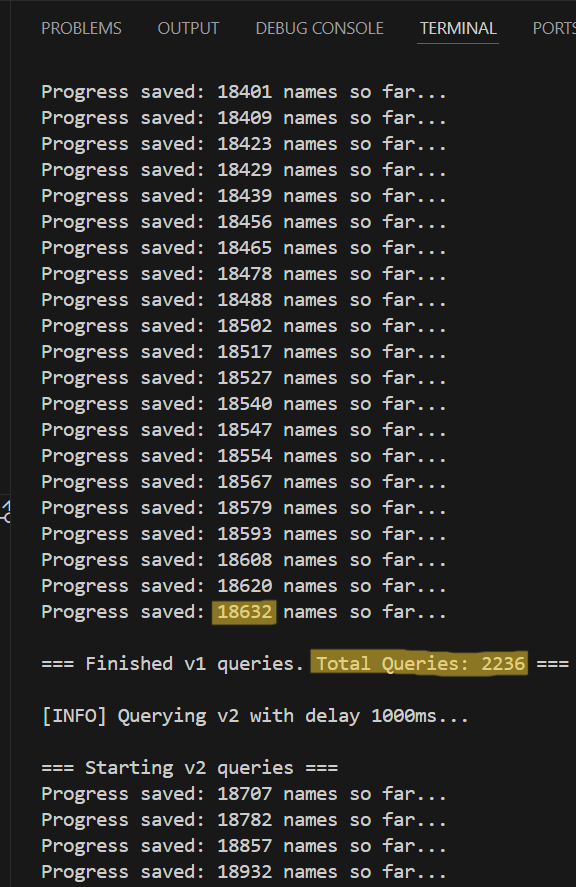 PROBLEMS OUTPUT DEBUG CONSOLE TERMINAL PORTS
Progress saved: 18401 names so far...
Progress saved: 18409 names so far...
Progress saved: 18423 names so far...
Progress saved: 18429 names so far...
Progress saved: 18439 names so far...
Progress saved: 18456 names so far...
Progress saved: 18465 names so far...
Progress saved: 18478 names so far...
Progress saved: 18488 names so far...
Progress saved: 18502 names so far...
Progress saved: 18517 names so far...
Progress saved: 18527 names so far...
Progress saved: 18540 names so far...
Progress saved: 18547 names so far...
Progress saved: 18554 names so far...
Progress saved: 18567 names so far...
Progress saved: 18579 names so far...
Progress saved: 18593 names so far...
Progress saved: 18608 names so far...
Progress saved: 18620 names so far...
Progress saved: 18632 names so far...
=== Finished v1 queries. Total Queries: 2236 ===
[INFO] Querying v2 with delay 1000ms...
=== Starting v2 queries ===
Progress saved: 18707 names so far...
Progress saved: 18782 names so far...
Progress saved: 18857 names so far...
Progress saved: 18932 names so far...